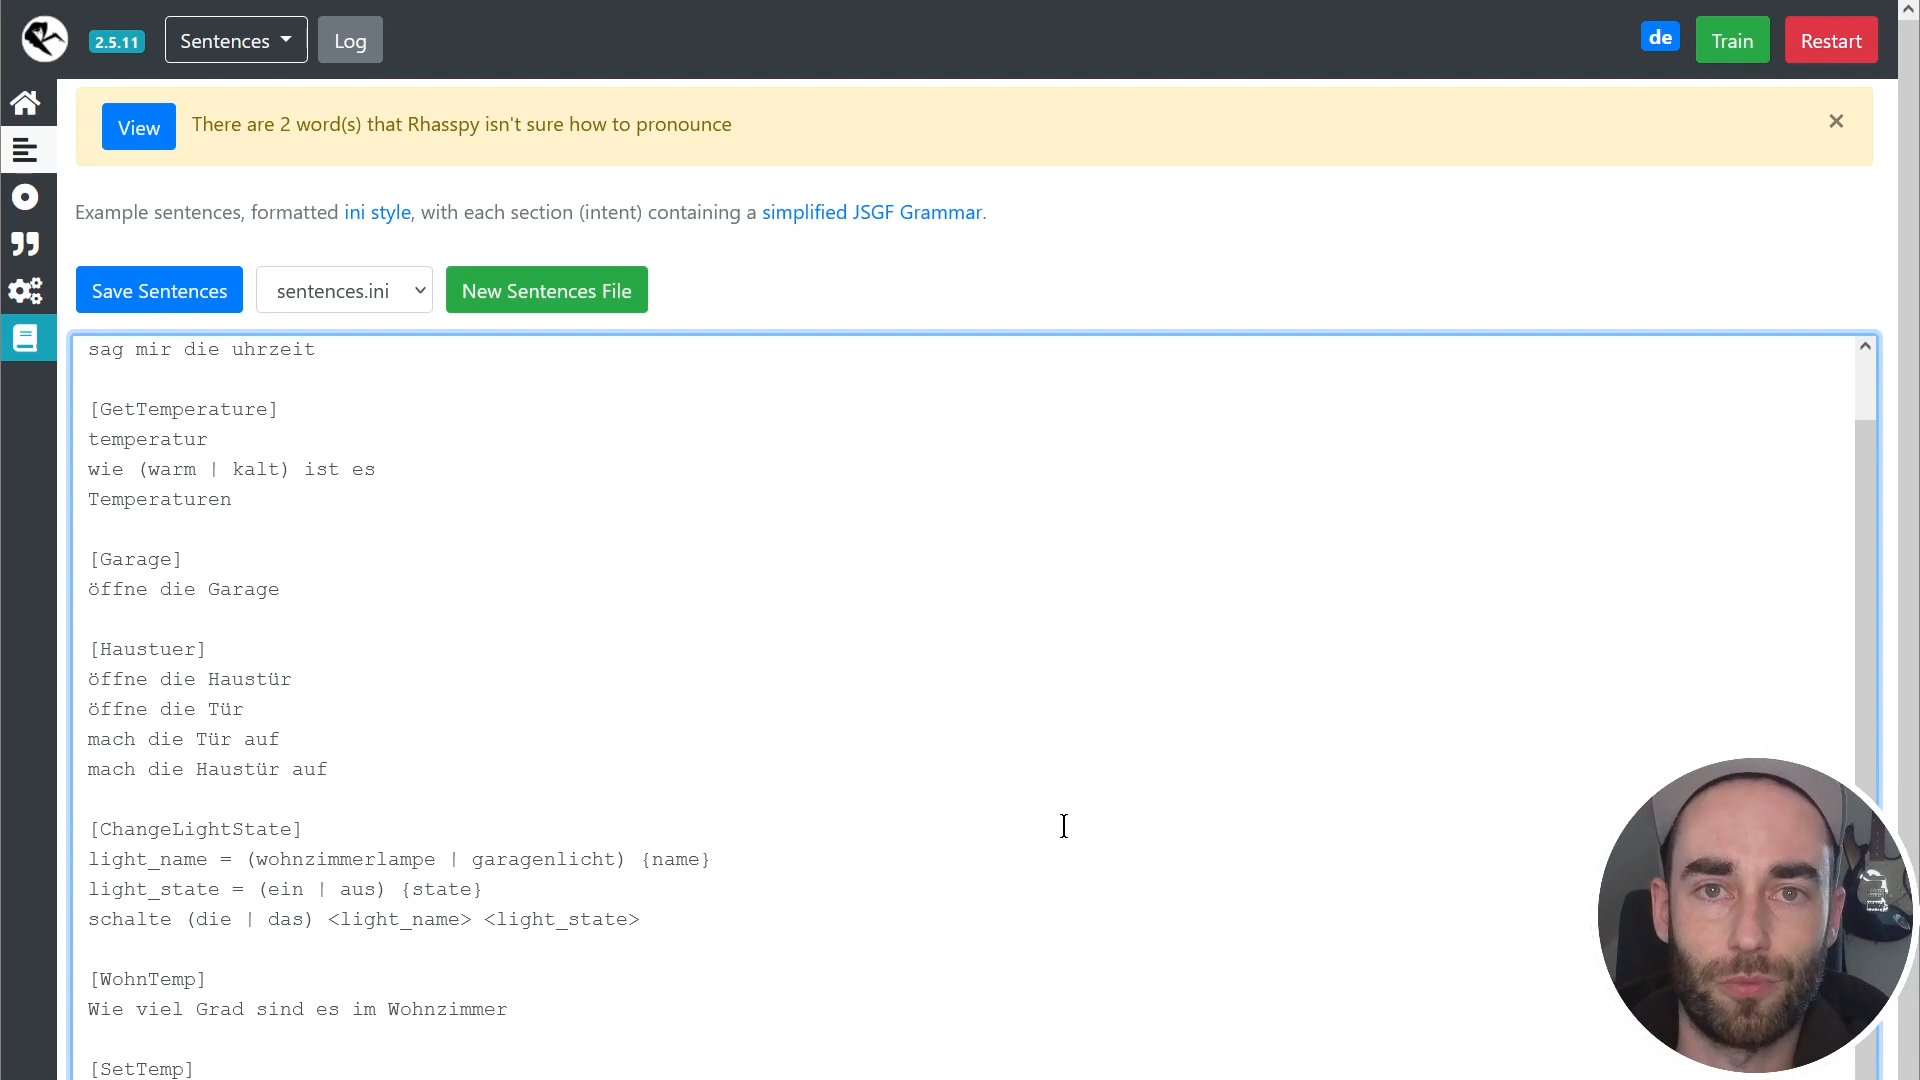 2.5.11 Sentences Log de Train Restart
View There are 2 word(s) that Rhasspy isn't sure how to pronounce ×
Example sentences, formatted ini style, with each section (intent) containing a simplified JSGF Grammar.
Save Sentences sentences.ini New Sentences File
sag mir die uhrzeit
[GetTemperature]
temperatur
wie (warm | kalt) ist es
Temperaturen
[Garage]
öffne die Garage
[Haustuer]
öffne die Haustür
öffne die Tür
mach die Tür auf
mach die Haustür auf
[ChangeLightState]
light_name = (wohnzimmerlampe | garagenlicht) {name}
light_state = (ein | aus) {state}
schalte (die | das) <light_name> <light_state>
[WohnTemp]
Wie viel Grad sind es im Wohnzimmer
[SetTemp]